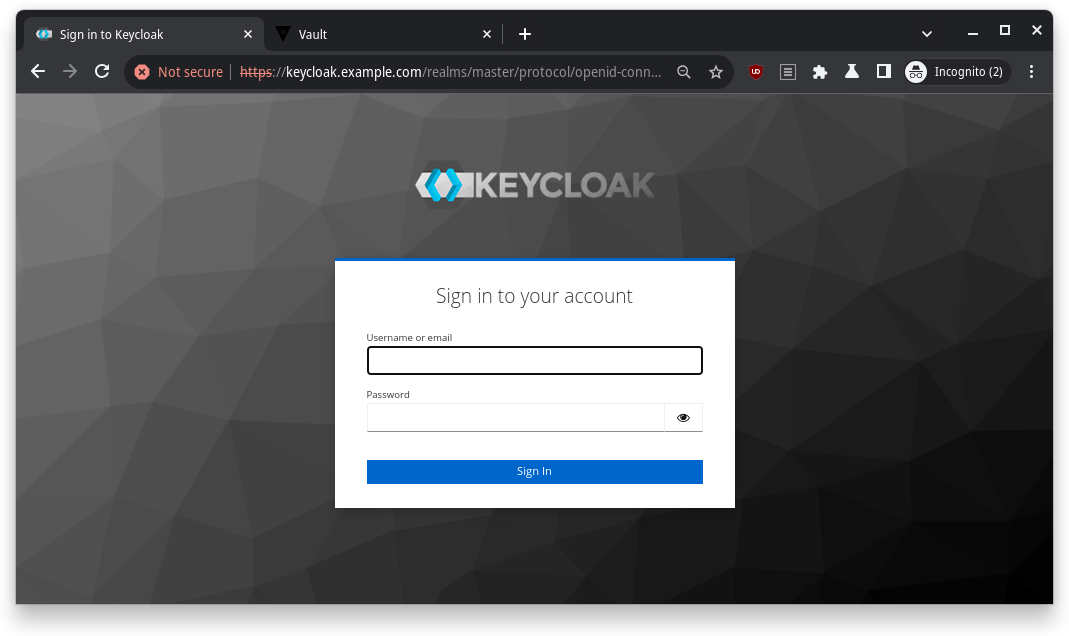 Sign in to Keycloak
Vault
Not secure https://keycloak.example.com/realms/master/protocol/openid-conn... Incognito (2)
KEYCLOAK
Sign in to your account
Username or email
Password
Sign In